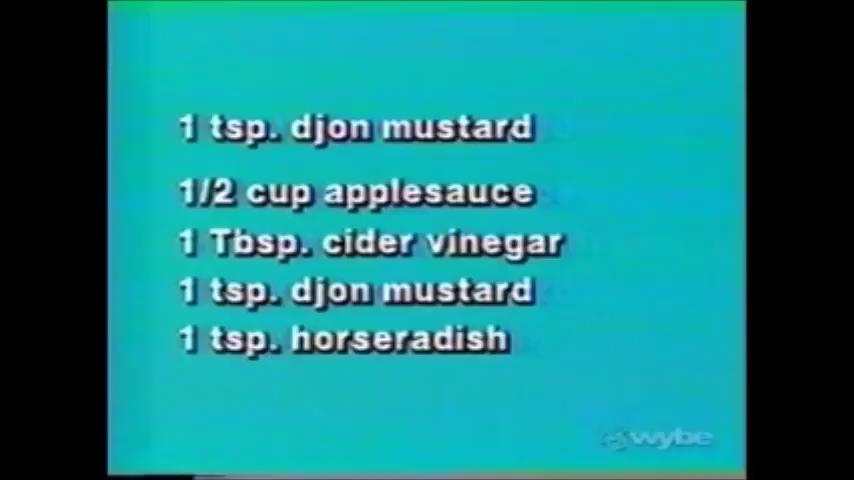 1 tsp. djon mustard
1/2 cup applesauce
1 Tbsp. cider vinegar
1 tsp. djon mustard
1 tsp. horseradish
wybe